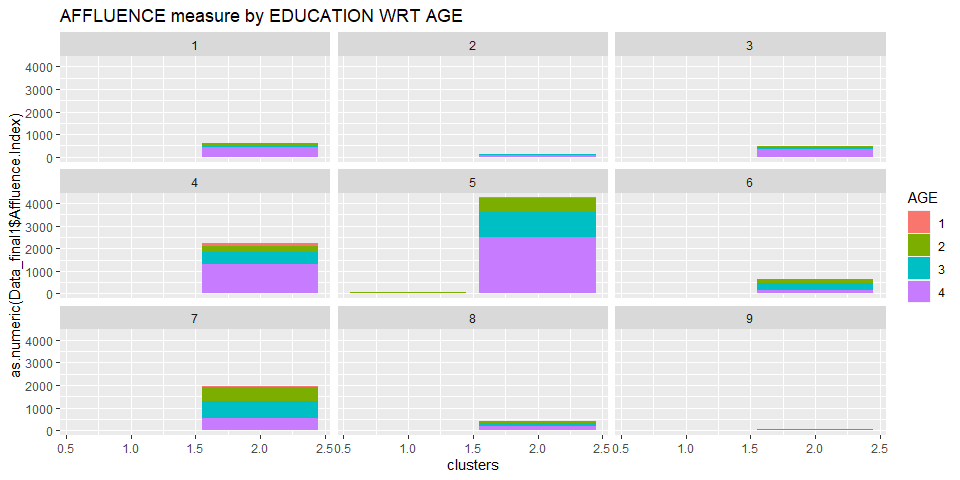 AFFLUENCE measure by EDUCATION WRT AGE
1 2 3
4000
3000
2000
1000
0
4 5 6
4000
3000
2000
1000
0
7 8 9
4000
3000
2000
1000
0
0.5 1.0 1.5 2.0 2.5 0.5 1.0 1.5 2.0 2.5 0.5 1.0 1.5 2.0 2.5
clusters
as.numeric(Data_final1$Affluence.Index)
AGE
1
2
3
4